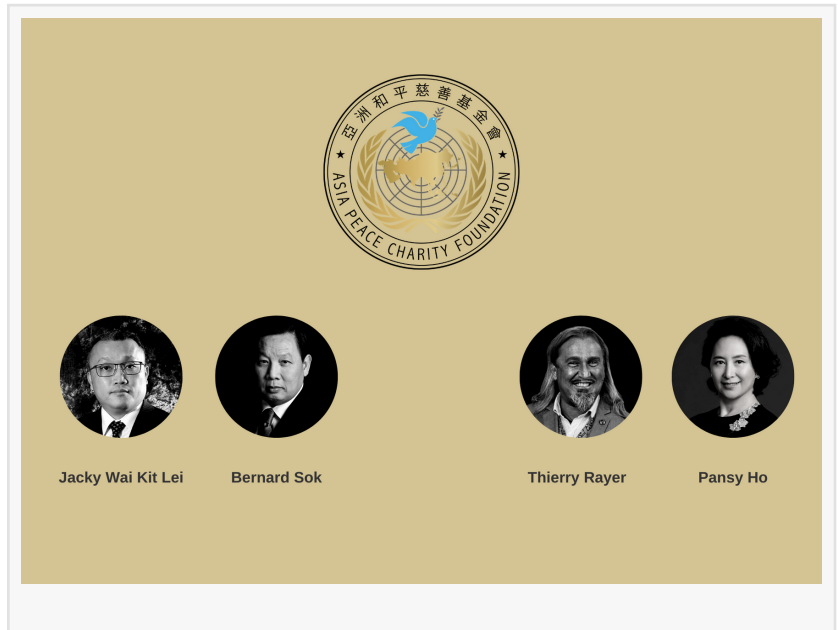 亞洲和平慈善基金會
★ ASIA PEACE CHARITY FOUNDATION ★
Jacky Wai Kit Lei
Bernard Sok
Thierry Rayer
Pansy Ho